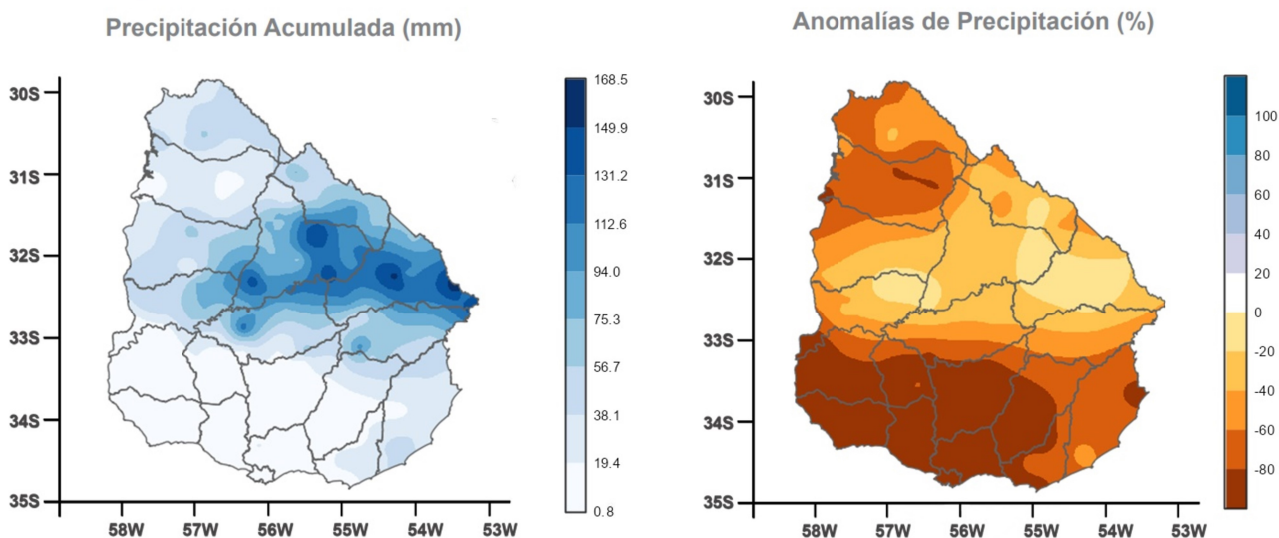 Precipitación Acumulada (mm)
30S
31S
32S
33S
34S
35S
58W 57W 56W 55W 54W 53W
168.5
149.9
131.2
112.6
94.0
75.3
56.7
38.1
19.4
0.8
Anomalías de Precipitación (%)
30S
31S
32S
33S
34S
35S
58W 57W 56W 55W 54W 53W
100
80
60
40
20
0
-20
-40
-60
-80